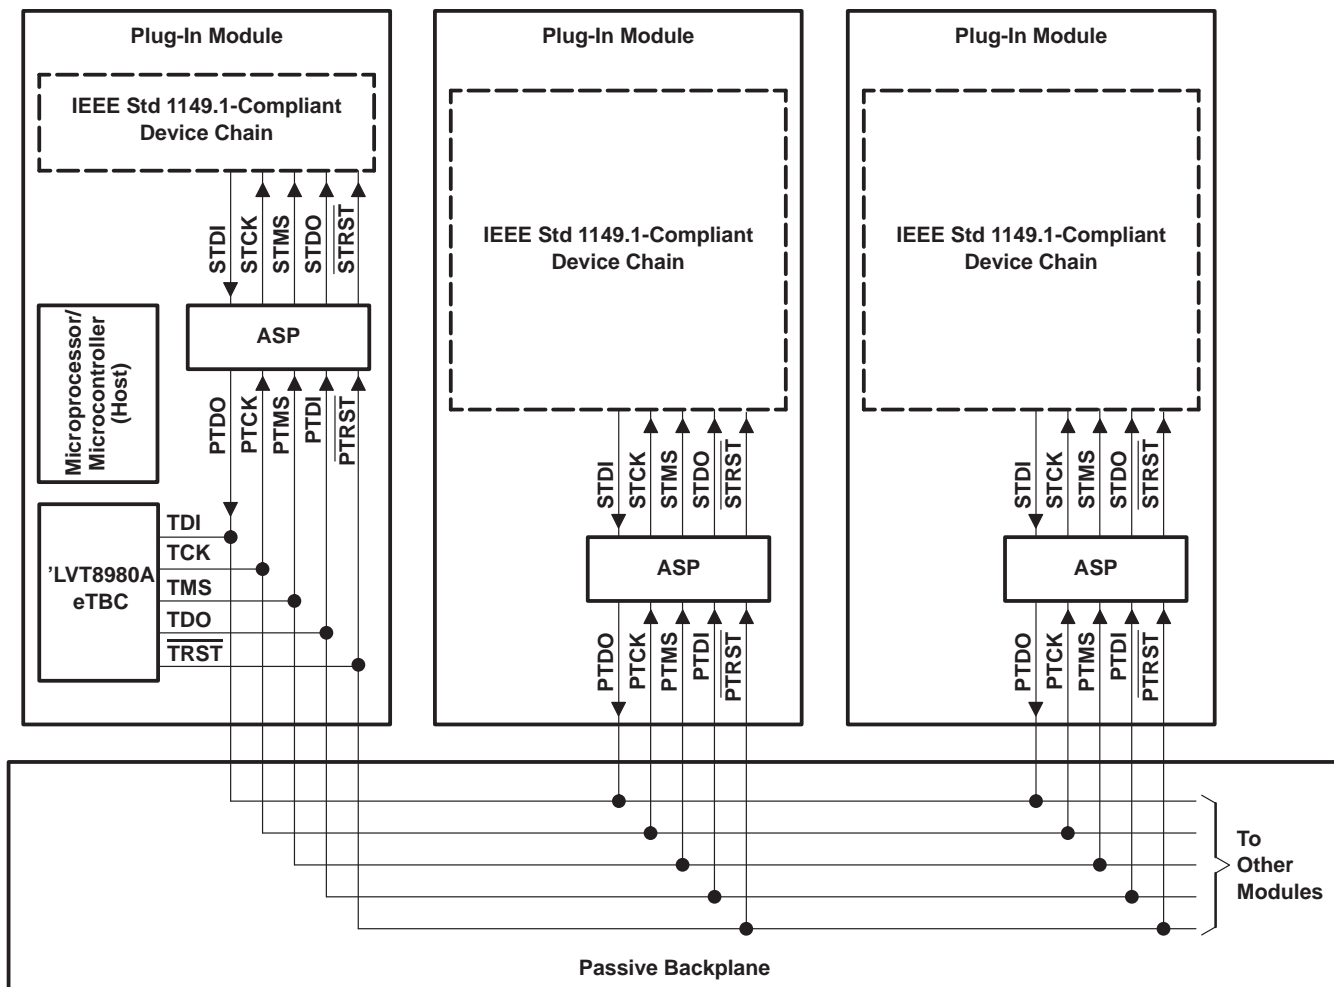 Plug-In Module
IEEE Std 1149.1-Compliant
Device Chain
STDI
STCK
STMS
STDO
STRST
ASP
Microprocessor/
Microcontroller
(Host)
PTDO
PTCK
PTMS
PTDI
PTRST
'LVT8980A
eTBC
TDI
TCK
TMS
TDO
TRST
Plug-In Module
IEEE Std 1149.1-Compliant
Device Chain
STDI
STCK
STMS
STDO
STRST
ASP
PTDO
PTCK
PTMS
PTDI
PTRST
Plug-In Module
IEEE Std 1149.1-Compliant
Device Chain
STDI
STCK
STMS
STDO
STRST
ASP
PTDO
PTCK
PTMS
PTDI
PTRST
To
Other
Modules
Passive Backplane